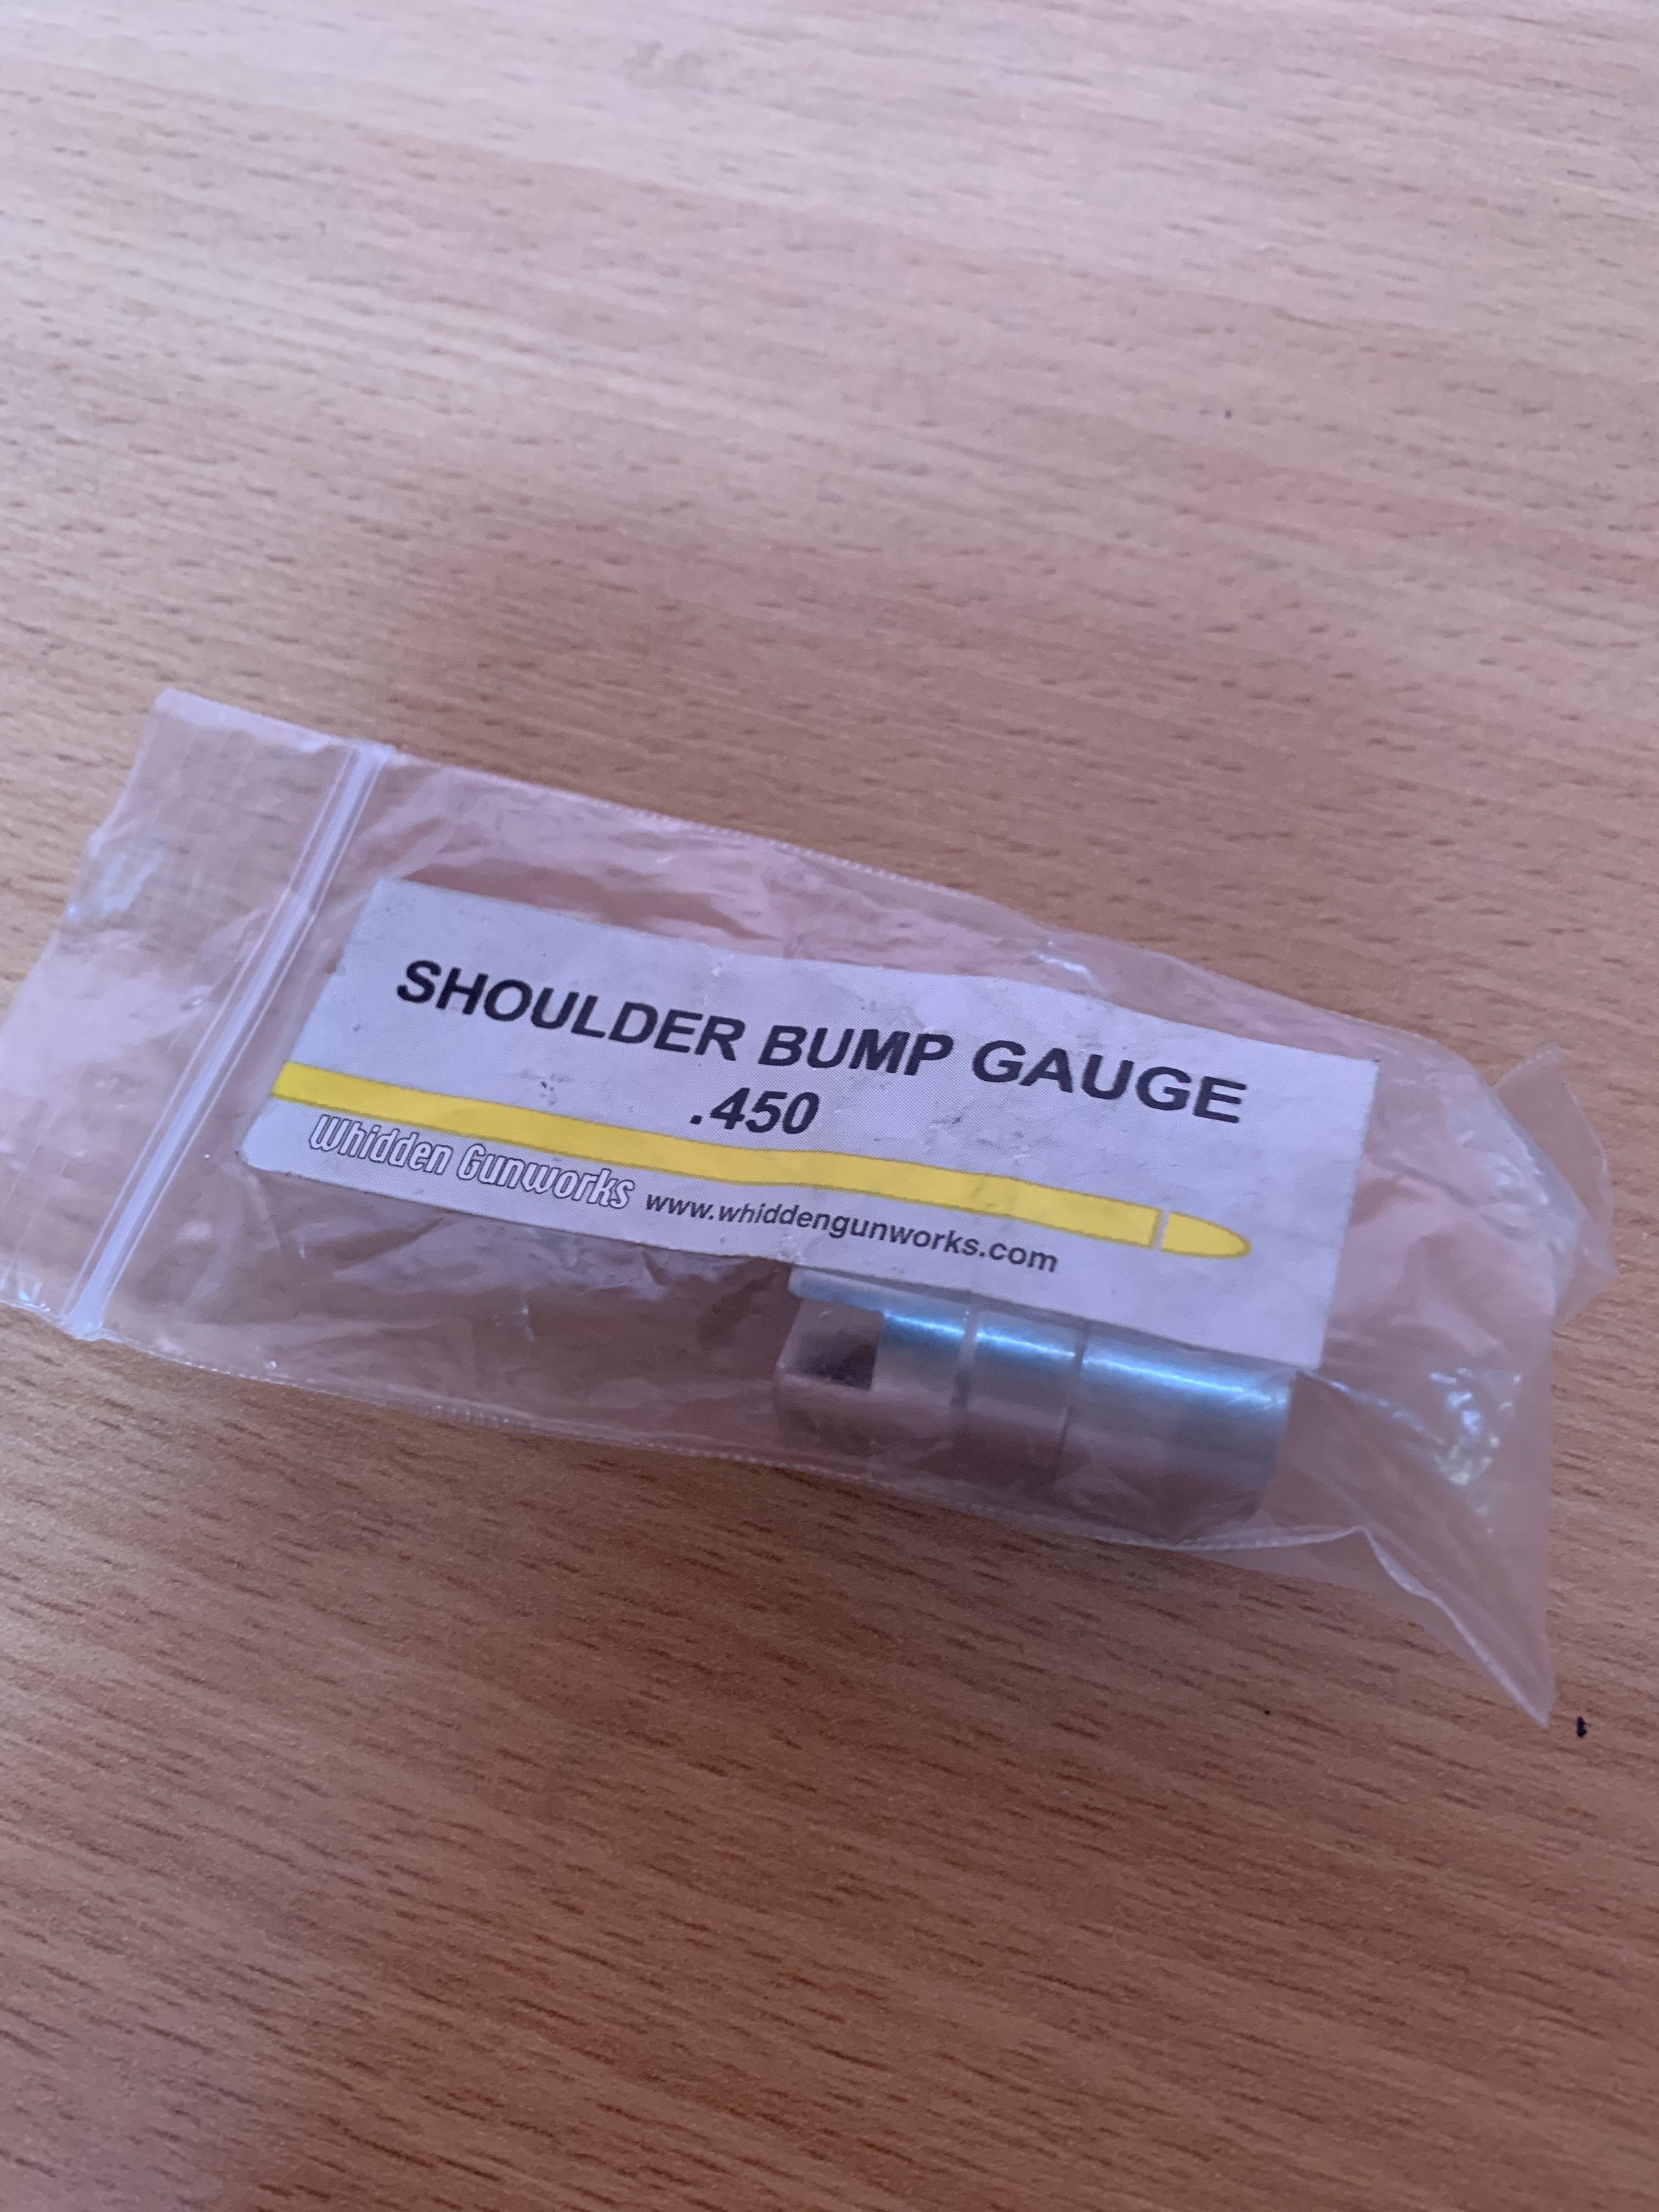 SHOULDER BUMP GAUGE
.450
Whidden Gunworks www.whiddengunworks.com